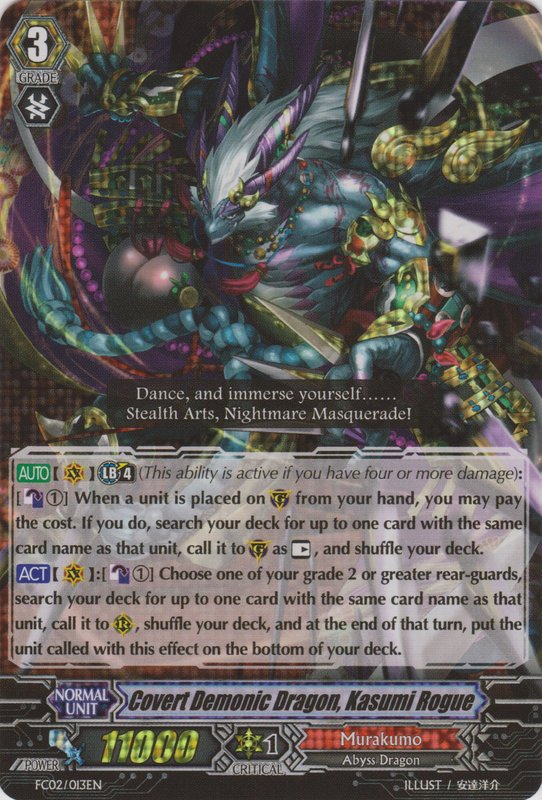 3
GRADE
Dance, and immerse yourself……
Stealth Arts, Nightmare Masquerade!
AUTO [ V ] LB 4 (This ability is active if you have four or more damage):
[ ①] When a unit is placed on G from your hand, you may pay
the cost. If you do, search your deck for up to one card with the same
card name as that unit, call it to G as , and shuffle your deck.
ACT [ V ]:[ ①] Choose one of your grade 2 or greater rear-guards,
search your deck for up to one card with the same card name as that
unit, call it to R , shuffle your deck, and at the end of that turn, put the
unit called with this effect on the bottom of your deck.
NORMAL
UNIT
Covert Demonic Dragon, Kasumi Rogue
POWER
11000
1
CRITICAL
Murakumo
Abyss Dragon
FC02/013EN
ILLUST / 安達洋介